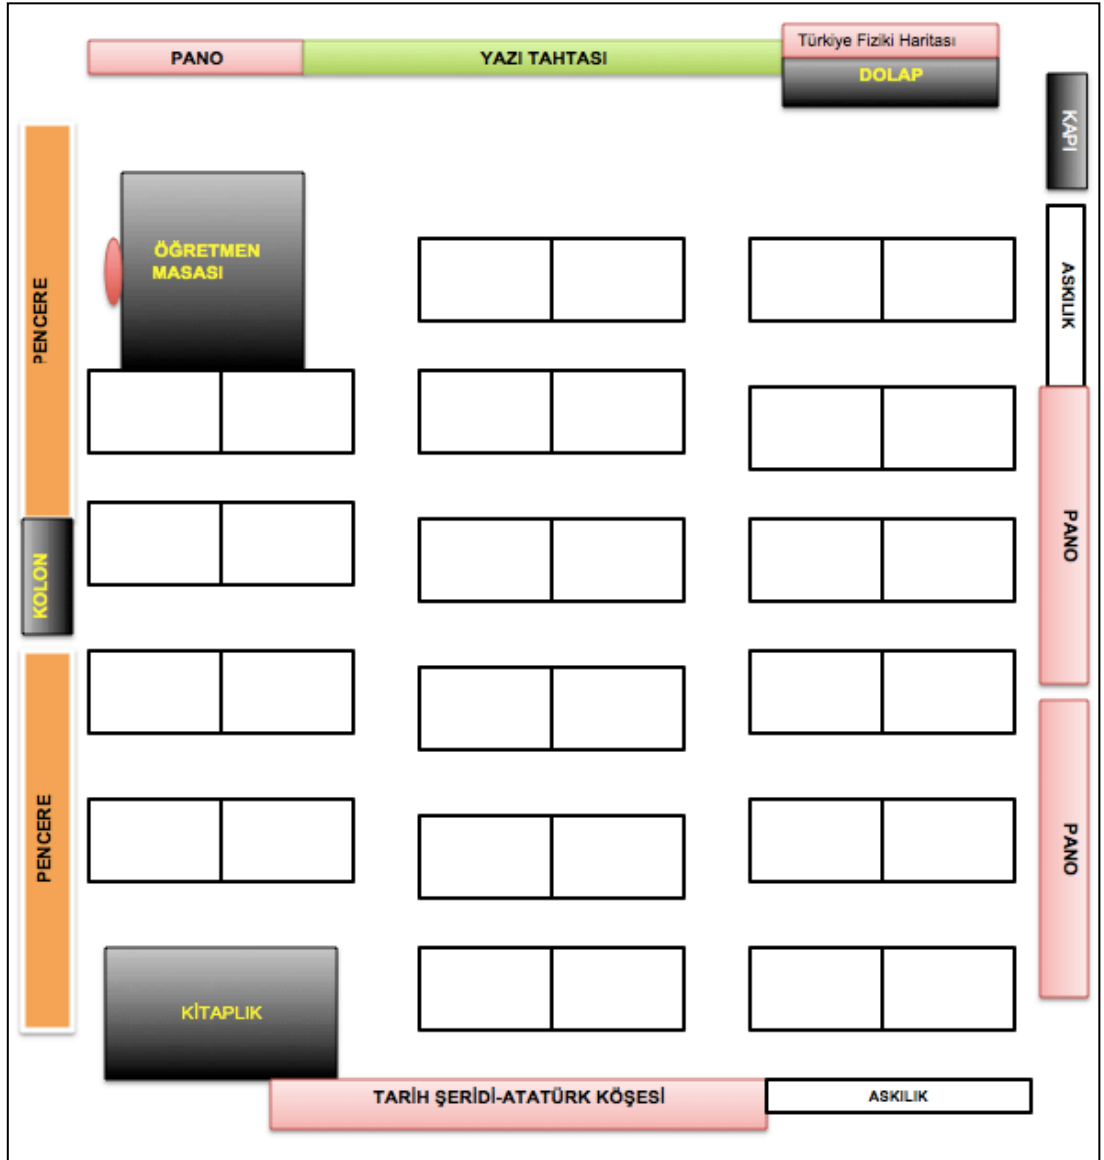 PANO
YAZI TAHTASI
Türkiye Fiziki Haritası
DOLAP
KAPI
PENCERE
ÖĞRETMEN
MASASI
ASKILIK
KOLON
PANO
PENCERE
PANO
KİTAPLIK
TARİH ŞERİDİ-ATATÜRK KÖŞESİ
ASKILIK